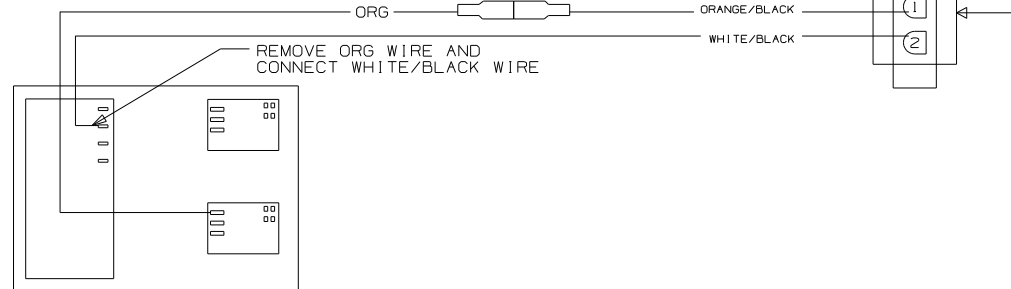 ORG
ORANGE/BLACK
1
WHITE/BLACK
2
REMOVE ORG WIRE AND
CONNECT WHITE/BLACK WIRE